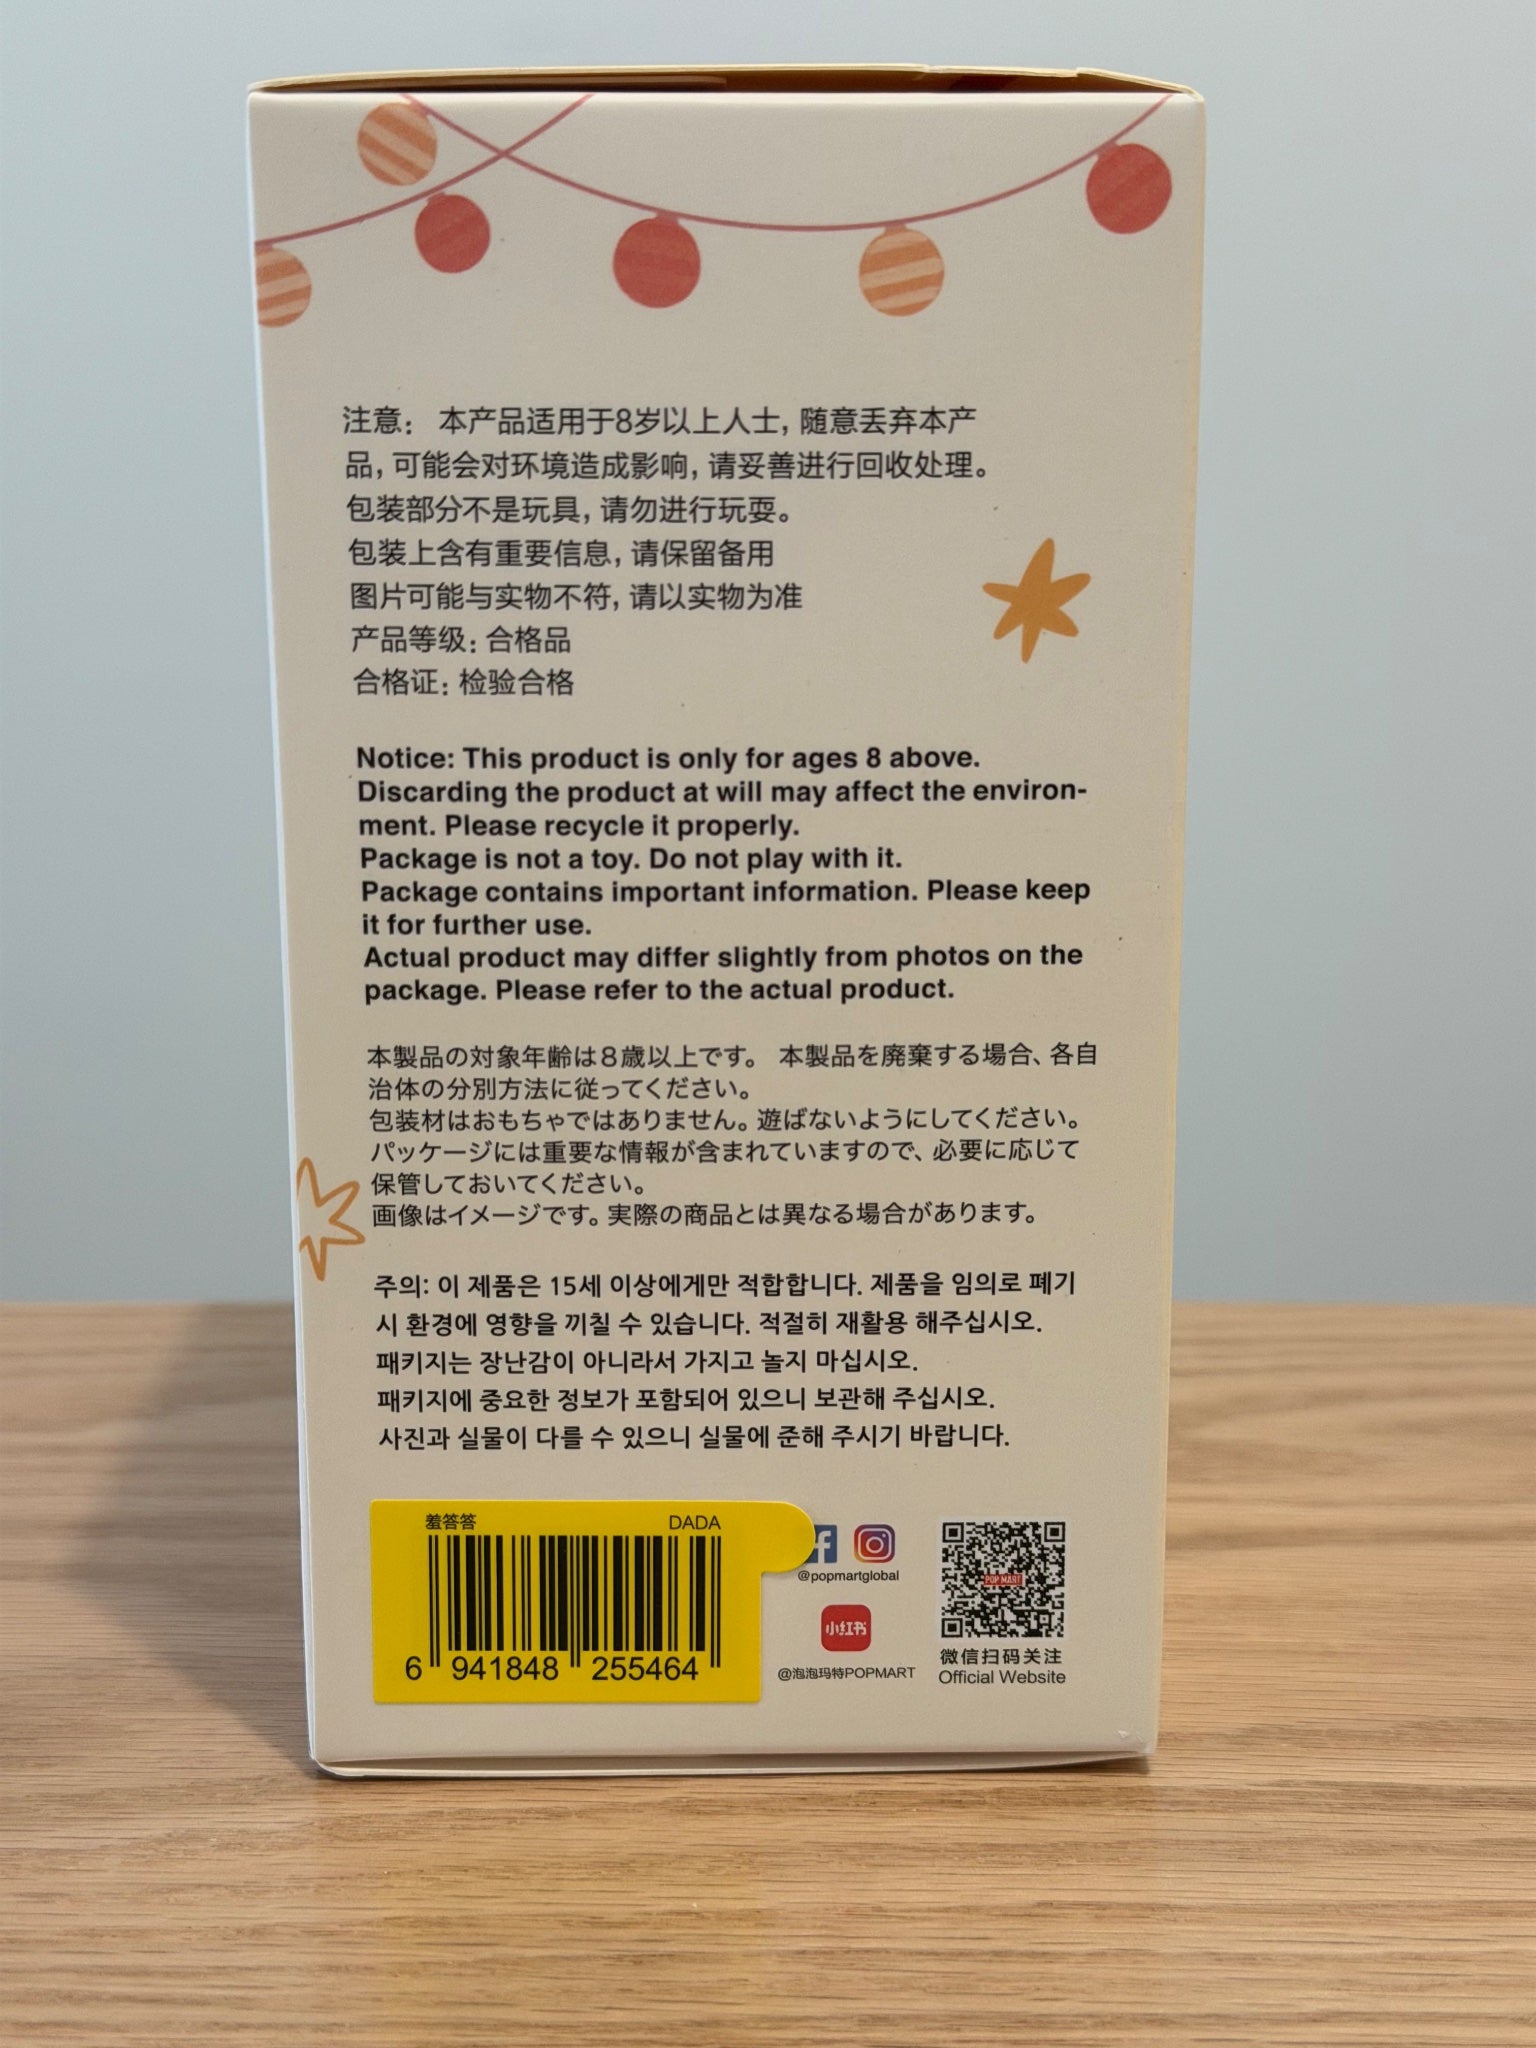 注意： 本产品适用于8岁以上人士，随意丢弃本产
品，可能会对环境造成影响，请妥善进行回收处理。
包装部分不是玩具，请勿进行玩耍。
包装上含有重要信息，请保留备用
图片可能与实物不符，请以实物为准
产品等级：合格品
合格证：检验合格
Notice: This product is only for ages 8 above.
Discarding the product at will may affect the environ-
ment. Please recycle it properly.
Package is not a toy. Do not play with it.
Package contains important information. Please keep
it for further use.
Actual product may differ slightly from photos on the
package. Please refer to the actual product.
本製品の対象年齢は8歳以上です。 本製品を廃棄する場合、各自
治体の分別方法に従ってください。
包装材はおもちゃではありません。遊ばないようにしてください。
パッケージには重要な情報が含まれていますので、必要に応じて
保管しておいてください。
画像はイメージです。実際の商品とは異なる場合があります。
주의: 이 제품은 15세 이상에게만 적합합니다. 제품을 임의로 폐기
시 환경에 영향을 끼칠 수 있습니다. 적절히 재활용 해주십시오.
패키지는 장난감이 아니라서 가지고 놀지 마십시오.
패키지에 중요한 정보가 포함되어 있으니 보관해 주십시오.
사진과 실물이 다를 수 있으니 실물에 준해 주시기 바랍니다.
羞答答 DADA
6 941848 255464
@popmartglobal
小红书
@泡泡玛特POPMART
POP MART
微信扫码关注
Official Website